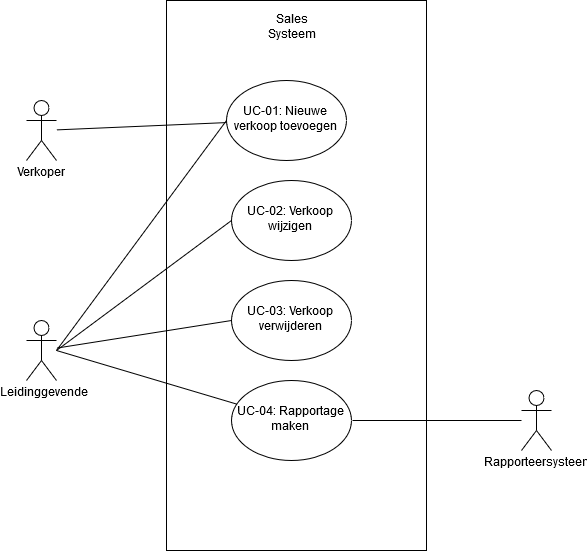 Sales
Systeem
UC-01: Nieuwe
verkoop toevoegen
Verkoper
UC-02: Verkoop
wijzigen
UC-03: Verkoop
verwijderen
Leidinggevende
UC-04: Rapportage
maken
Rapporteersysteem